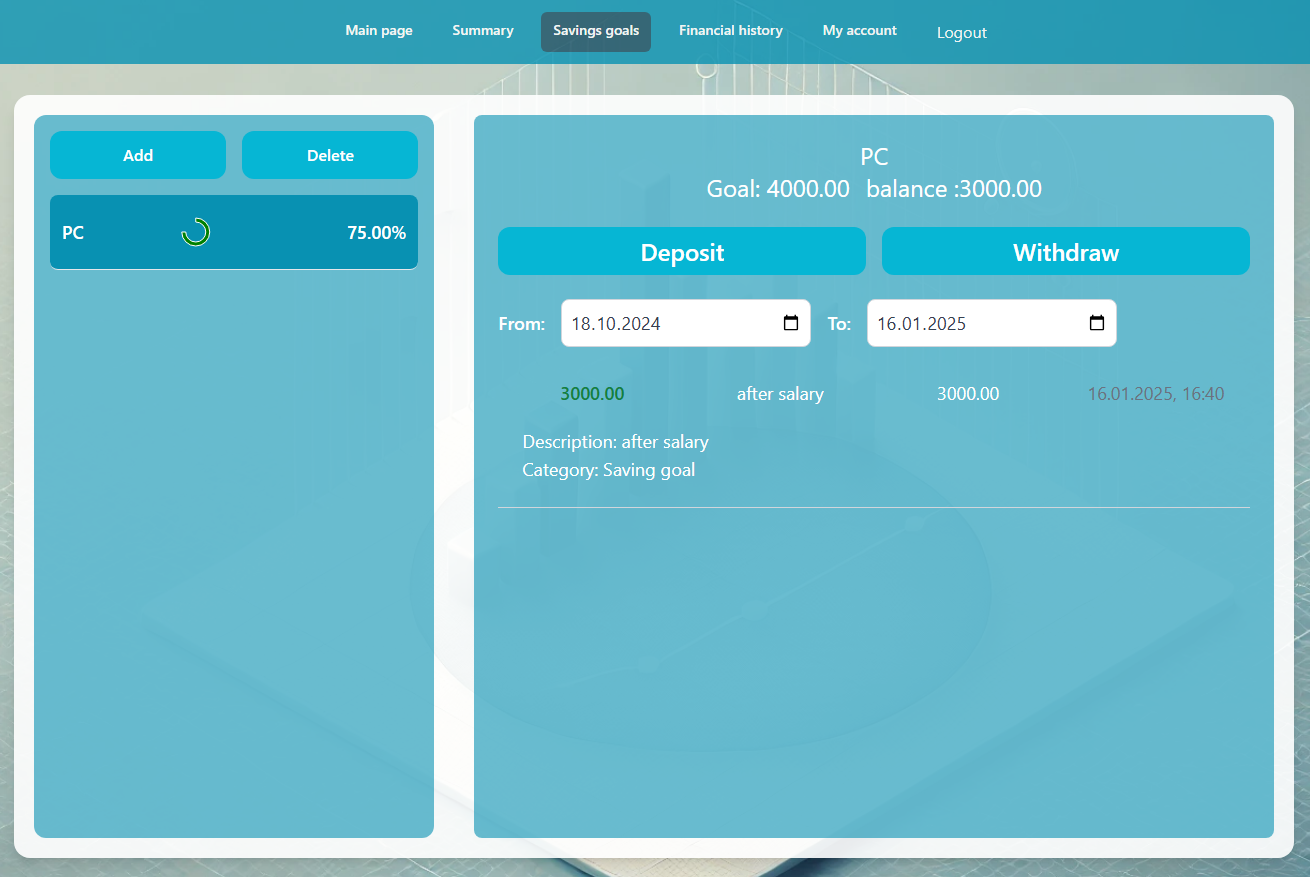 Main page Summary Savings goals Financial history My account Logout
Add Delete
PC 75.00%
PC
Goal: 4000.00 balance :3000.00
Deposit Withdraw
From: 18.10.2024 To: 16.01.2025
3000.00 after salary 3000.00 16.01.2025, 16:40
Description: after salary
Category: Saving goal